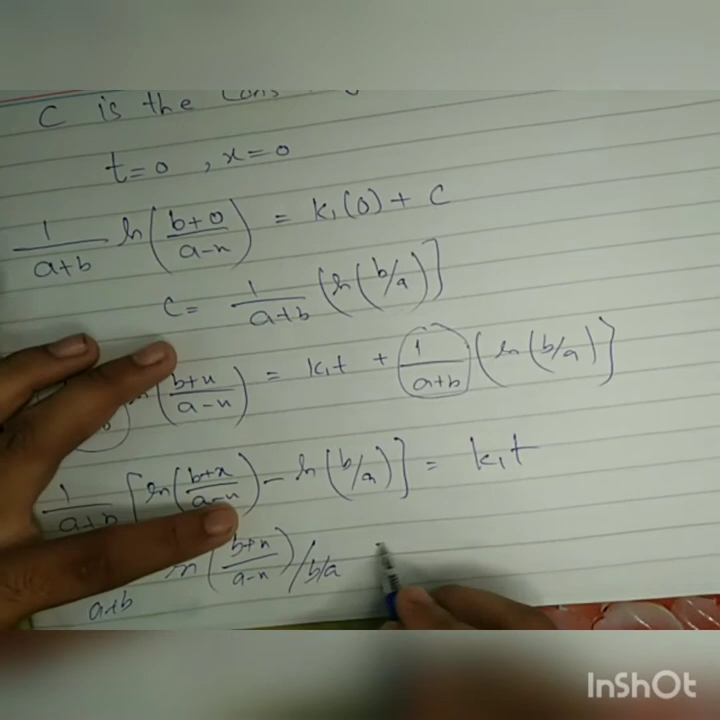 C is the
t=0 , x=0
1/(a+b) ln((b+0)/(a-x)) = k₁(0) + C
C= 1/(a+b) (ln(b/a)]
((b+x)/(a-x)) = k₁t + (1/(a+b)) (ln(b/a)]
1/(a+b) [ln((b+x)/(a-x)) - ln(b/a)] = k₁t
a+b ln((b+x)/(a-x))/b/a
InShOt